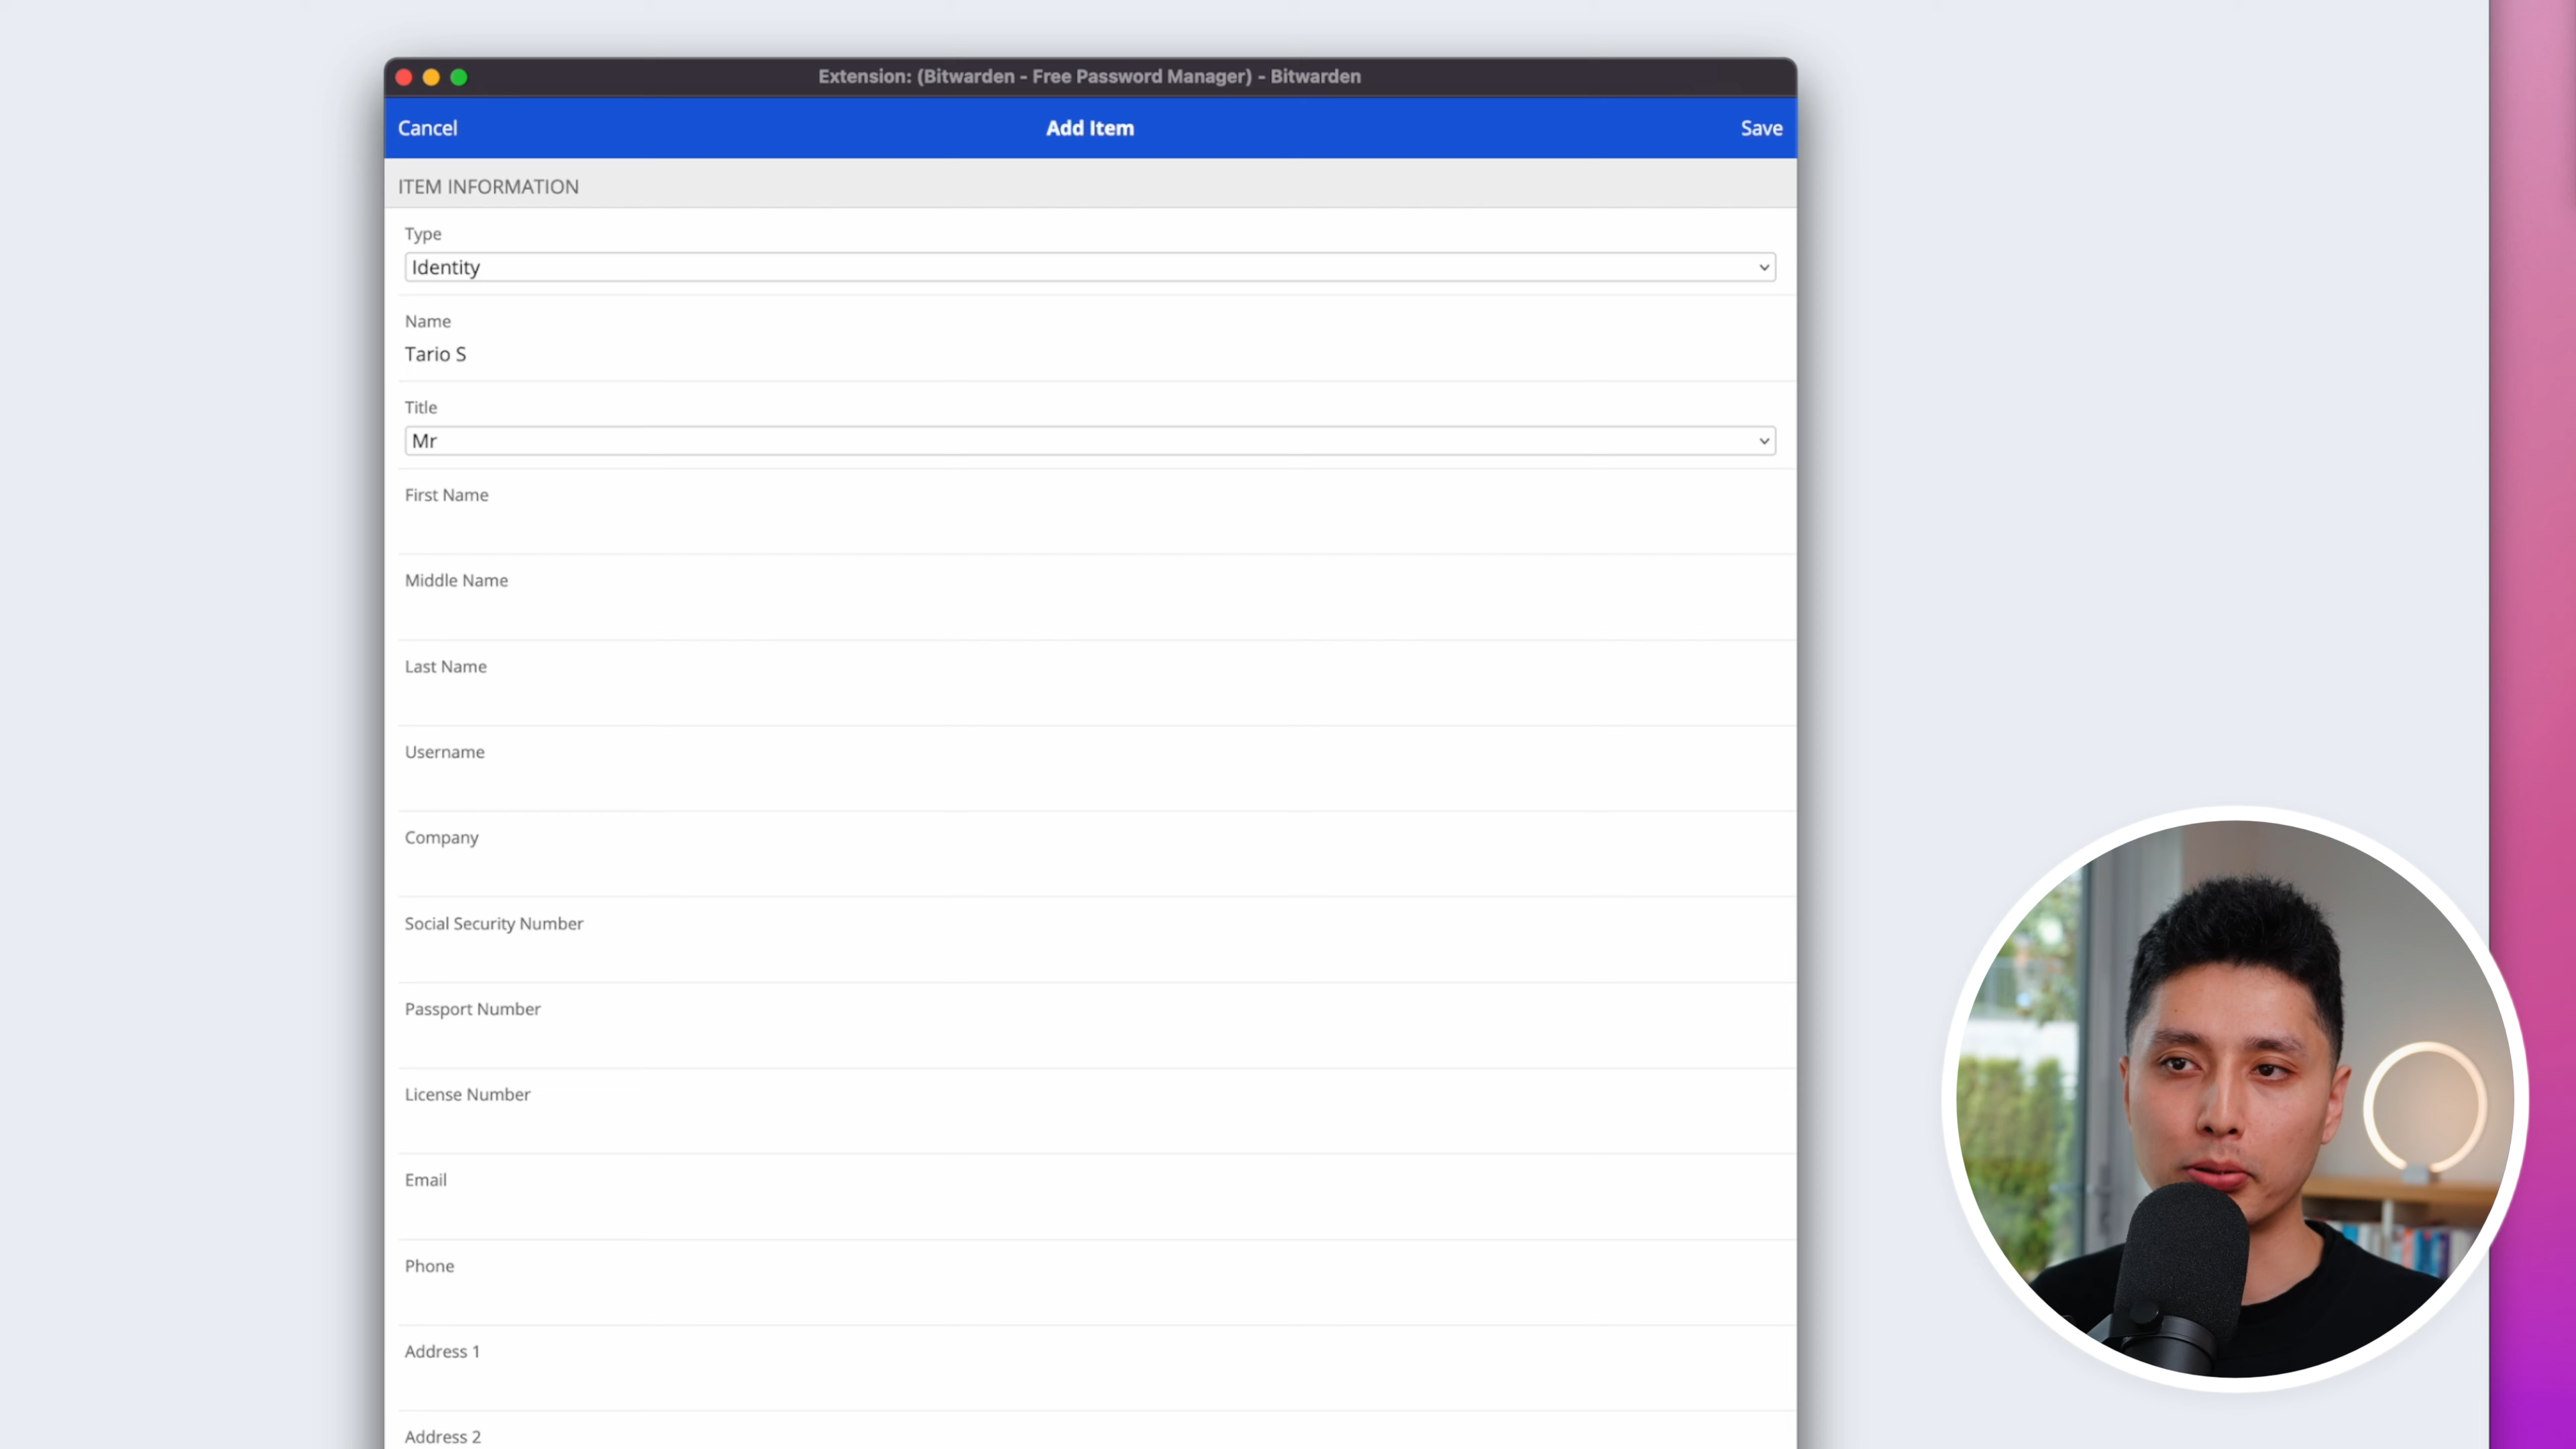 Extension: (Bitwarden - Free Password Manager) - Bitwarden
Cancel
Add Item
Save
ITEM INFORMATION
Type
Identity
Name
Tario S
Title
Mr
First Name
Middle Name
Last Name
Username
Company
Social Security Number
Passport Number
License Number
Email
Phone
Address 1
Address 2